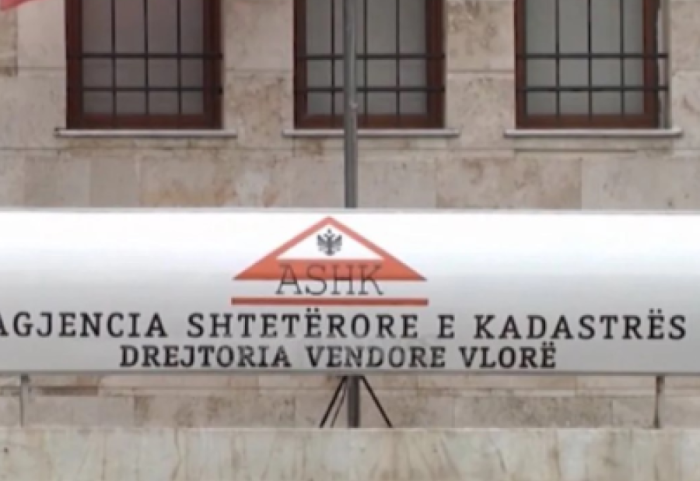 ASHK
AGJENCIA SHTETËRORE E KADASTRËS
DREJTORIA VENDORE VLORË